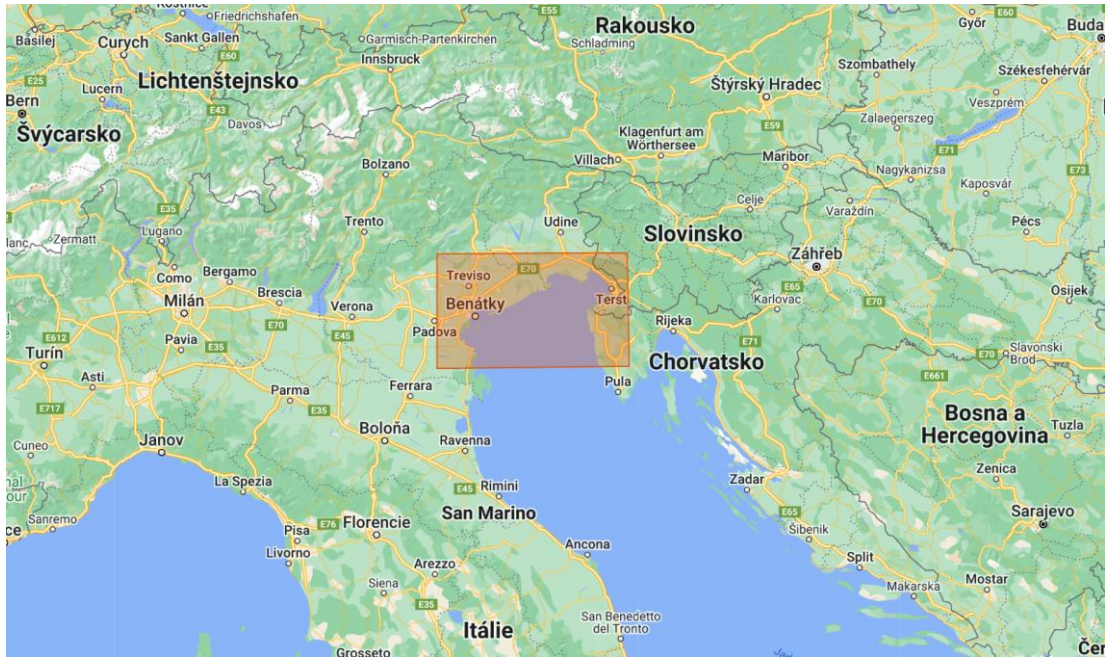 Kostnice
Friedrichshafen
Basilej
Curych
Sankt Gallen
E60
Garmisch-Partenkirchen
Innsbruck
E55
Rakousko
Schladming
E60
Győr
Szombathely
Székesfehérvár
Lichtenštejnsko
E25
Lucern
Bern
E43
Davos
Švýcarsko
Štýrský Hradec
Veszprém
Zalaegerszeg
E59
E71
Klagenfurt am
Wörthersee
Villach
Maribor
Bolzano
Nagykanizsa
E73
Kaposvár
E35
Celje
Varaždín
Trento
Udine
Slovinsko
Pécs
Lugano
Zermatt
Záhřeb
Como
Bergamo
Treviso
E70
E65
Terst
Milán
Brescia
Verona
Benátky
Karlovac
Osijek
E70
Padova
Rijeka
E612
Pavia
E35
E70
E45
E71
E70
Slavonski
Brod
Turín
Chorvatsko
E661
Asti
Parma
Ferrara
Pula
E717
E35
Bosna a
Hercegovina
Tuzla
Boloňa
Ravenna
Cuneo
Janov
Zenica
La Spezia
E45
Rimini
Zadar
San Marino
E65
Sarajevo
Sanremo
E76
Florencie
Pisa
Šibenik
Livorno
Ancona
Split
Arezzo
Mostar
Siena
Makarska
E35
San Benedetto
del Tronto
Itálie
Grosseto